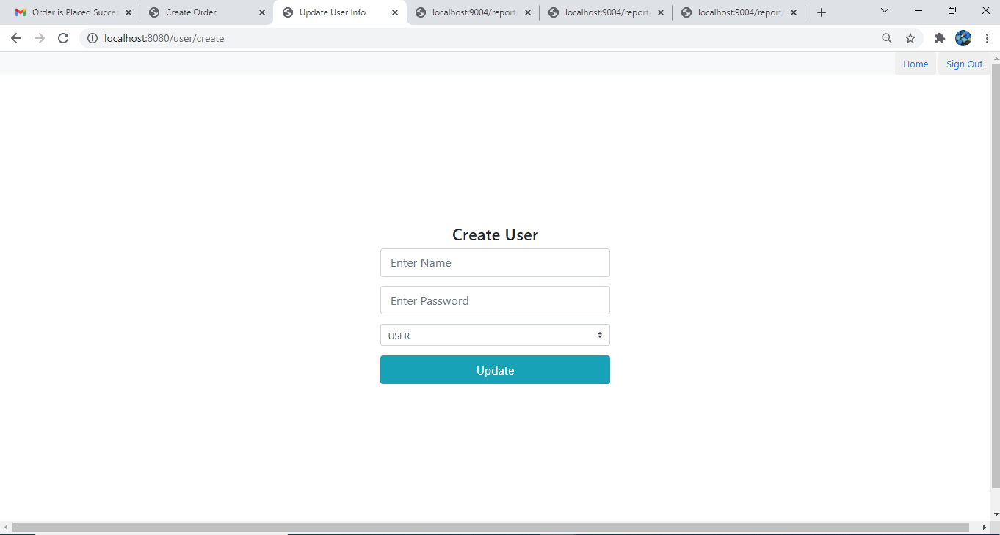 Order is Placed Succes
Create Order
Update User Info
localhost:9004/report/
localhost:9004/report/
localhost:9004/report/
localhost:8080/user/create
Home
Sign Out
Create User
Enter Name
Enter Password
USER
Update